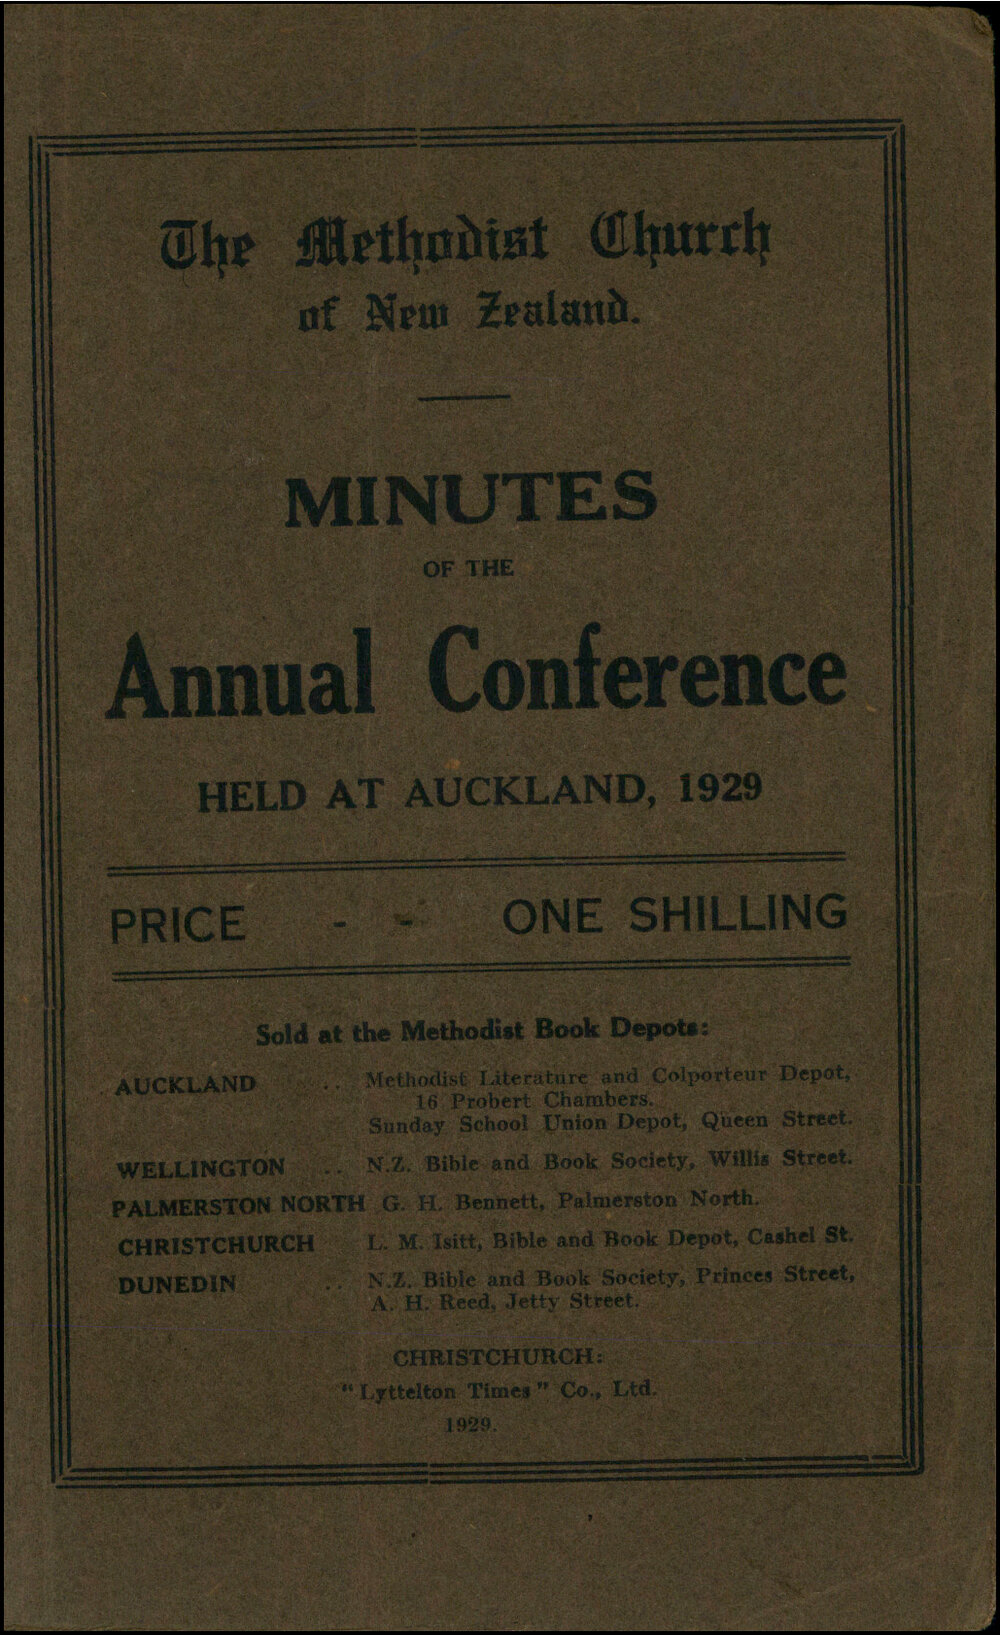 The Methodist Church
of New Zealand.
MINUTES
OF THE
Annual Conference
HELD AT AUCKLAND, 1929
PRICE - - ONE SHILLING
Sold at the Methodist Book Depots:
AUCKLAND .. Methodist Literature and Colporteur Depot,
16 Probert Chambers.
Sunday School Union Depot, Queen Street.
WELLINGTON .. N.Z. Bible and Book Society, Willis Street.
PALMERSTON NORTH G. H. Bennett, Palmerston North.
CHRISTCHURCH L. M. Isitt, Bible and Book Depot, Cashel St.
DUNEDIN .. N.Z. Bible and Book Society, Princes Street,
A. H. Reed, Jetty Street.
CHRISTCHURCH:
"Lyttelton Times" Co., Ltd.
1929.